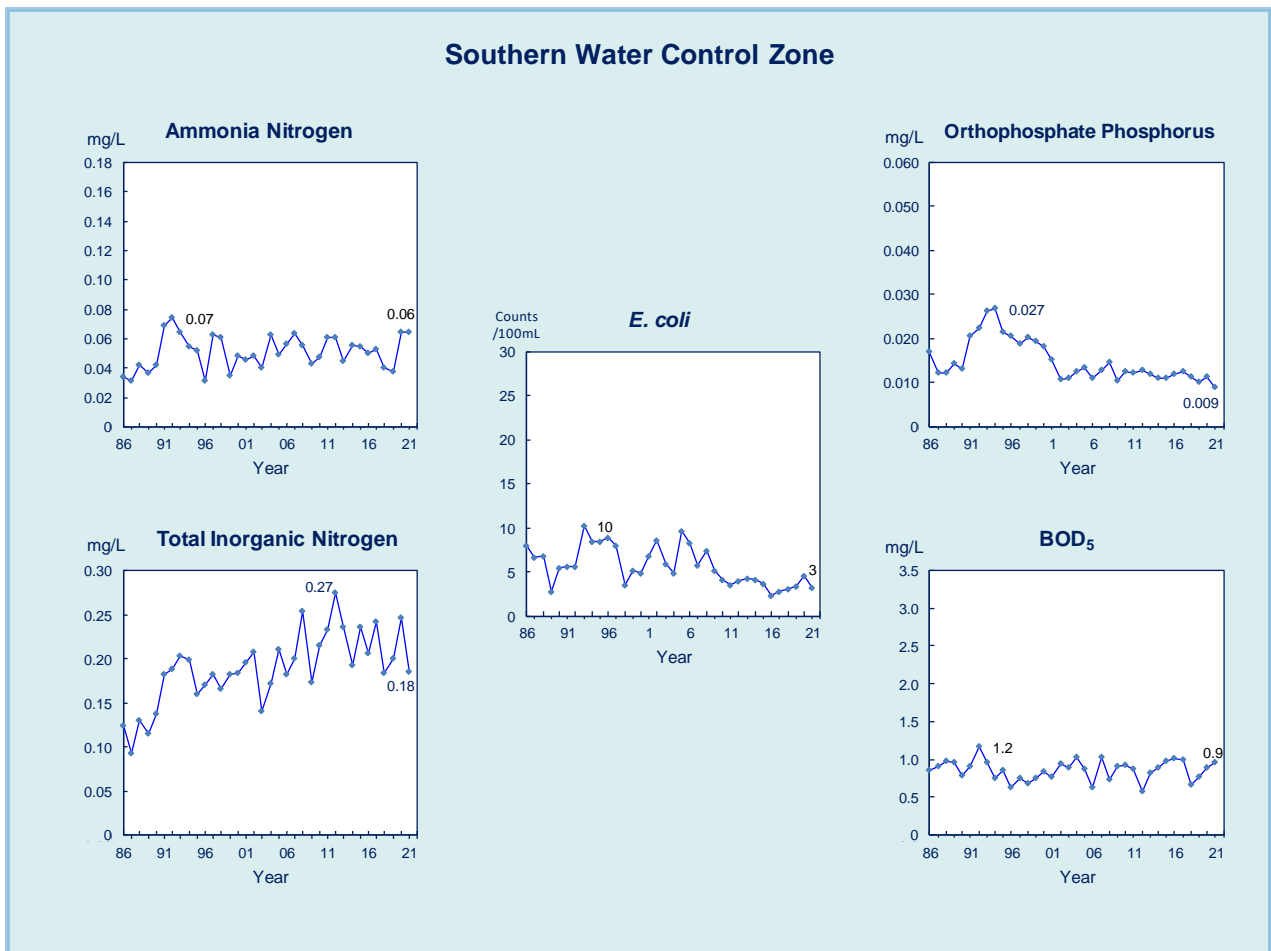 Southern Water Control Zone
Ammonia Nitrogen
mg/L
0.18
0.16
0.14
0.12
0.10
0.08
0.06
0.04
0.02
0
0.07
0.06
86 91 96 01 06 11 16 21
Year
Orthophosphate Phosphorus
mg/L
0.060
0.050
0.040
0.030
0.020
0.010
0
0.027
0.009
86 91 96 1 6 11 16 21
Year
E. coli
Counts
/100mL
30
25
20
15
10
5
0
10
3
86 91 96 1 6 11 16 21
Year
Total Inorganic Nitrogen
mg/L
0.30
0.25
0.20
0.15
0.10
0.05
0
0.27
0.18
86 91 96 01 06 11 16 21
Year
BOD5
mg/L
3.5
3.0
2.5
2.0
1.5
1.0
0.5
0
1.2
0.9
86 91 96 01 06 11 16 21
Year